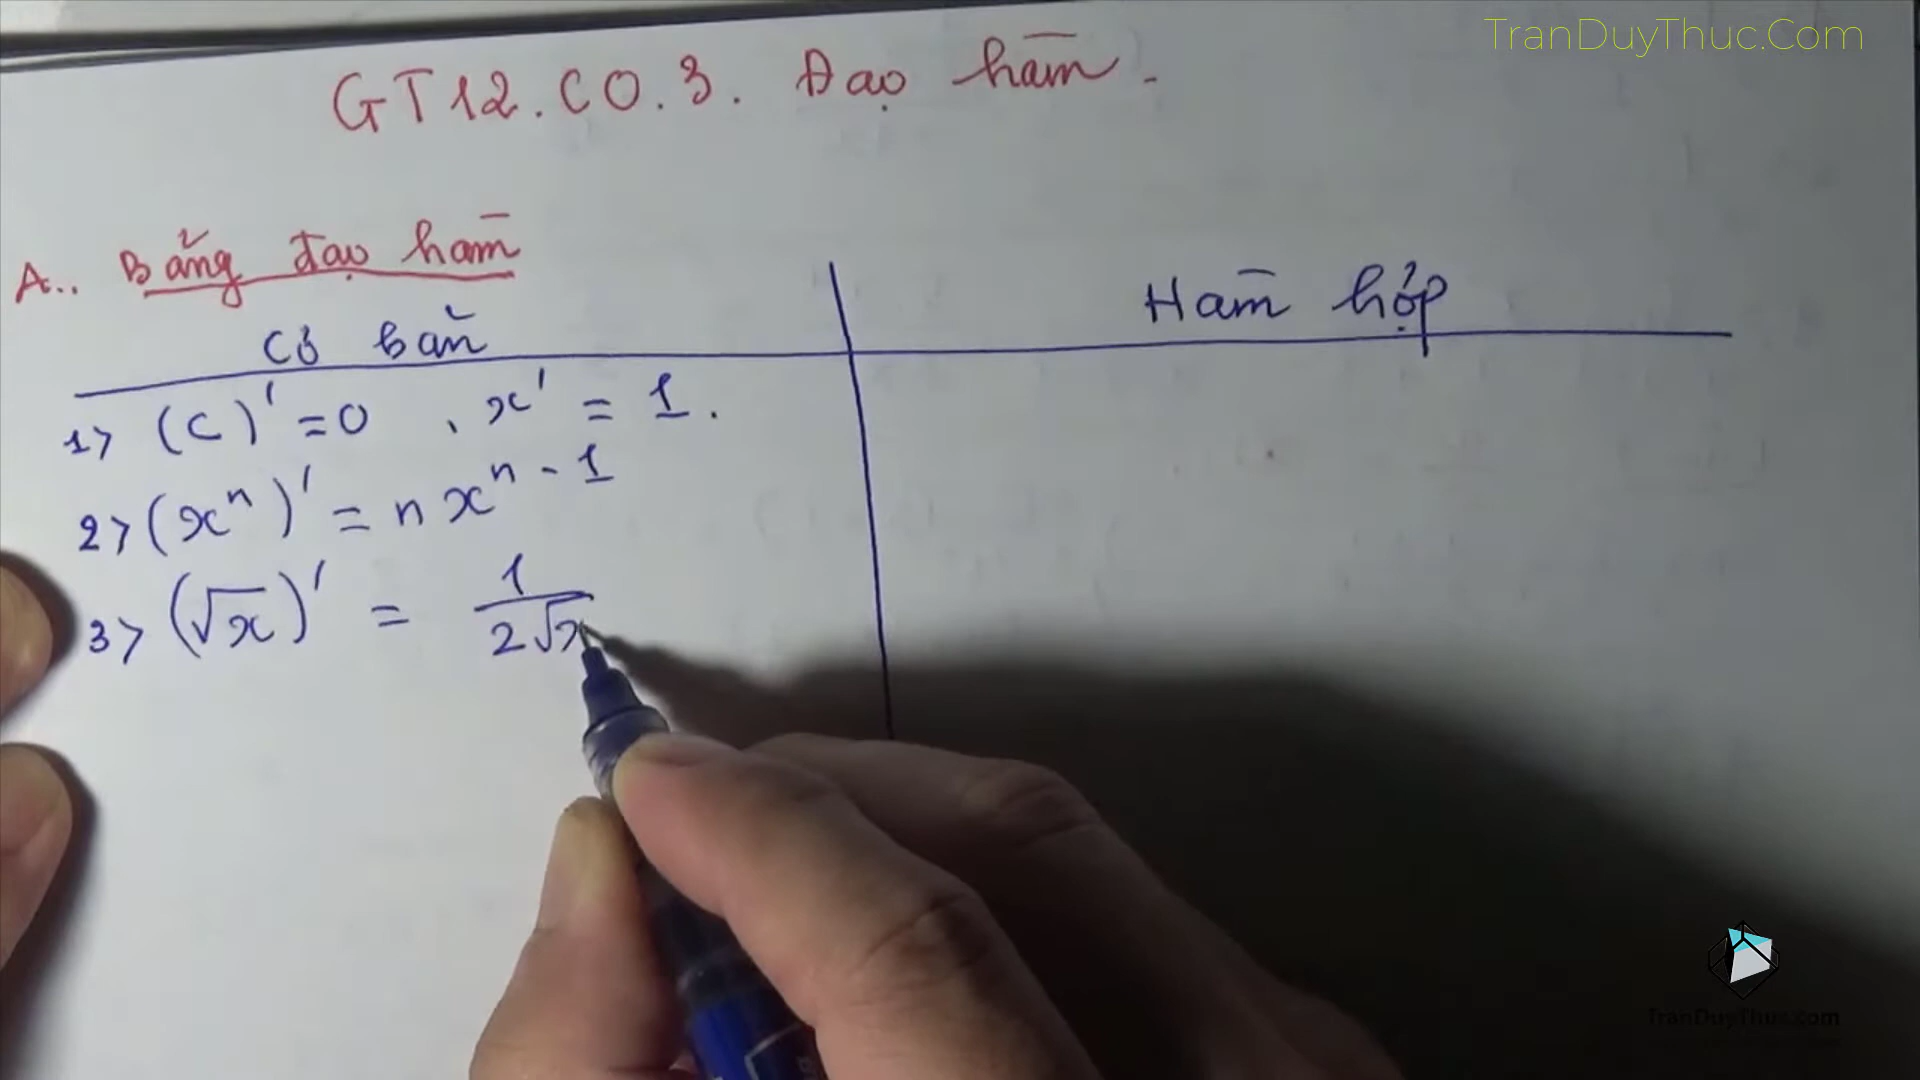 TranDuyThuc.Com
GT12.C0.3. Đạo hàm.
A.. Bảng đạo hàm
Cơ bản
Hàm hợp
1> (C)' = 0 , x' = 1.
2> (xⁿ)' = n xⁿ⁻¹
3> (√x)' = 1/(2√x
TranDuyThuc.com